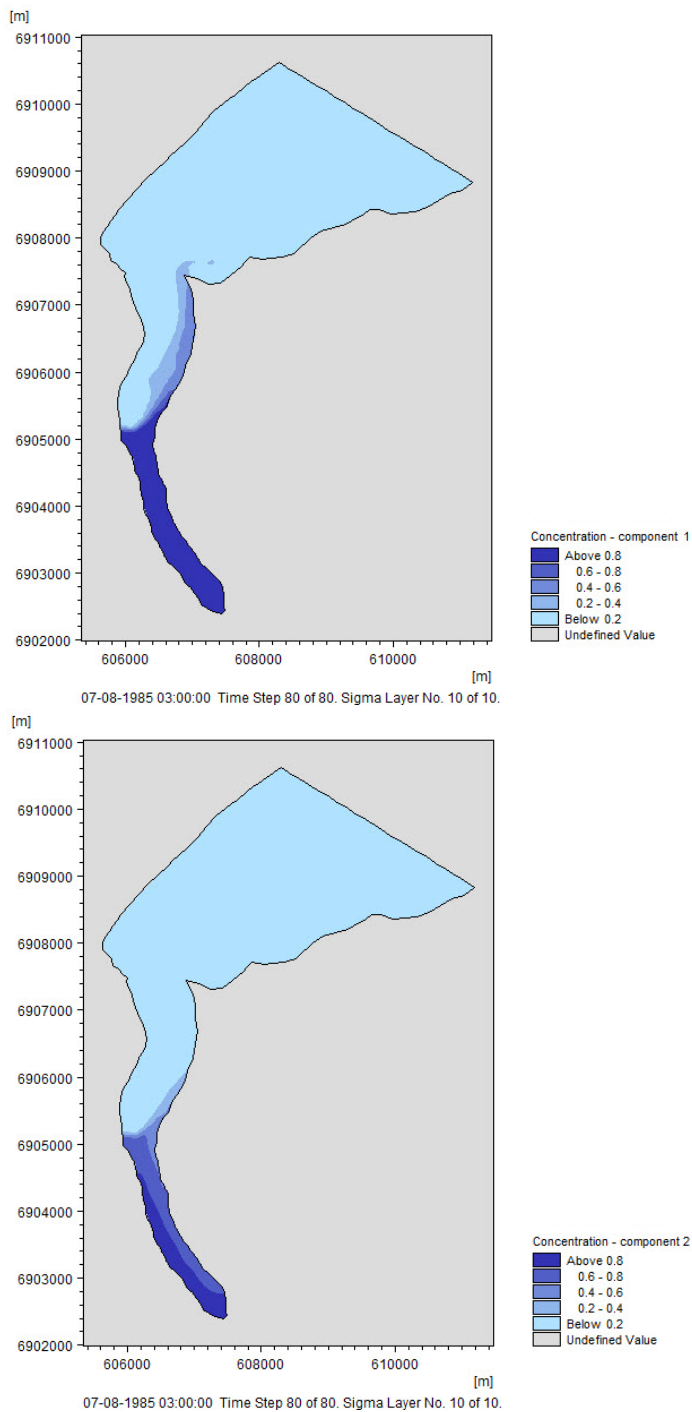 [m]
6911000
6910000
6909000
6908000
6907000
6906000
6905000
6904000
6903000
6902000
606000 608000 610000
[m]
Concentration - component 1
Above 0.8
0.6 - 0.8
0.4 - 0.6
0.2 - 0.4
Below 0.2
Undefined Value
07-08-1985 03:00:00 Time Step 80 of 80. Sigma Layer No. 10 of 10.
[m]
6911000
6910000
6909000
6908000
6907000
6906000
6905000
6904000
6903000
6902000
606000 608000 610000
[m]
Concentration - component 2
Above 0.8
0.6 - 0.8
0.4 - 0.6
0.2 - 0.4
Below 0.2
Undefined Value
07-08-1985 03:00:00 Time Step 80 of 80. Sigma Layer No. 10 of 10.